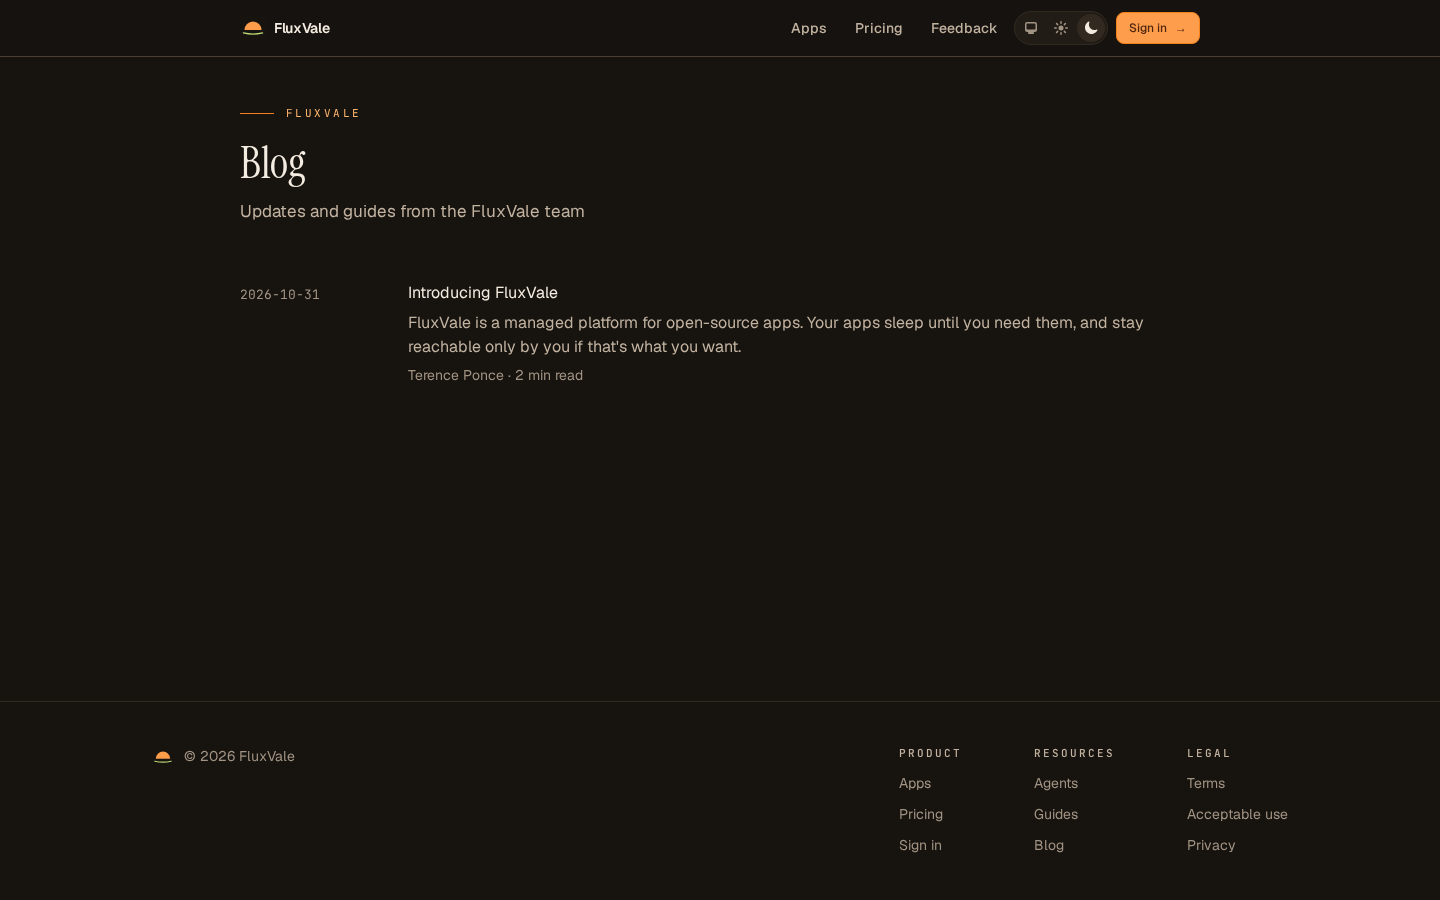 FluxVale
Apps
Pricing
Feedback
Sign in →
FLUXVALE
Blog
Updates and guides from the FluxVale team
2026-10-31
Introducing FluxVale
FluxVale is a managed platform for open-source apps. Your apps sleep until you need them, and stay
reachable only by you if that's what you want.
Terence Ponce · 2 min read
© 2026 FluxVale
PRODUCT
Apps
Pricing
Sign in
RESOURCES
Agents
Guides
Blog
LEGAL
Terms
Acceptable use
Privacy